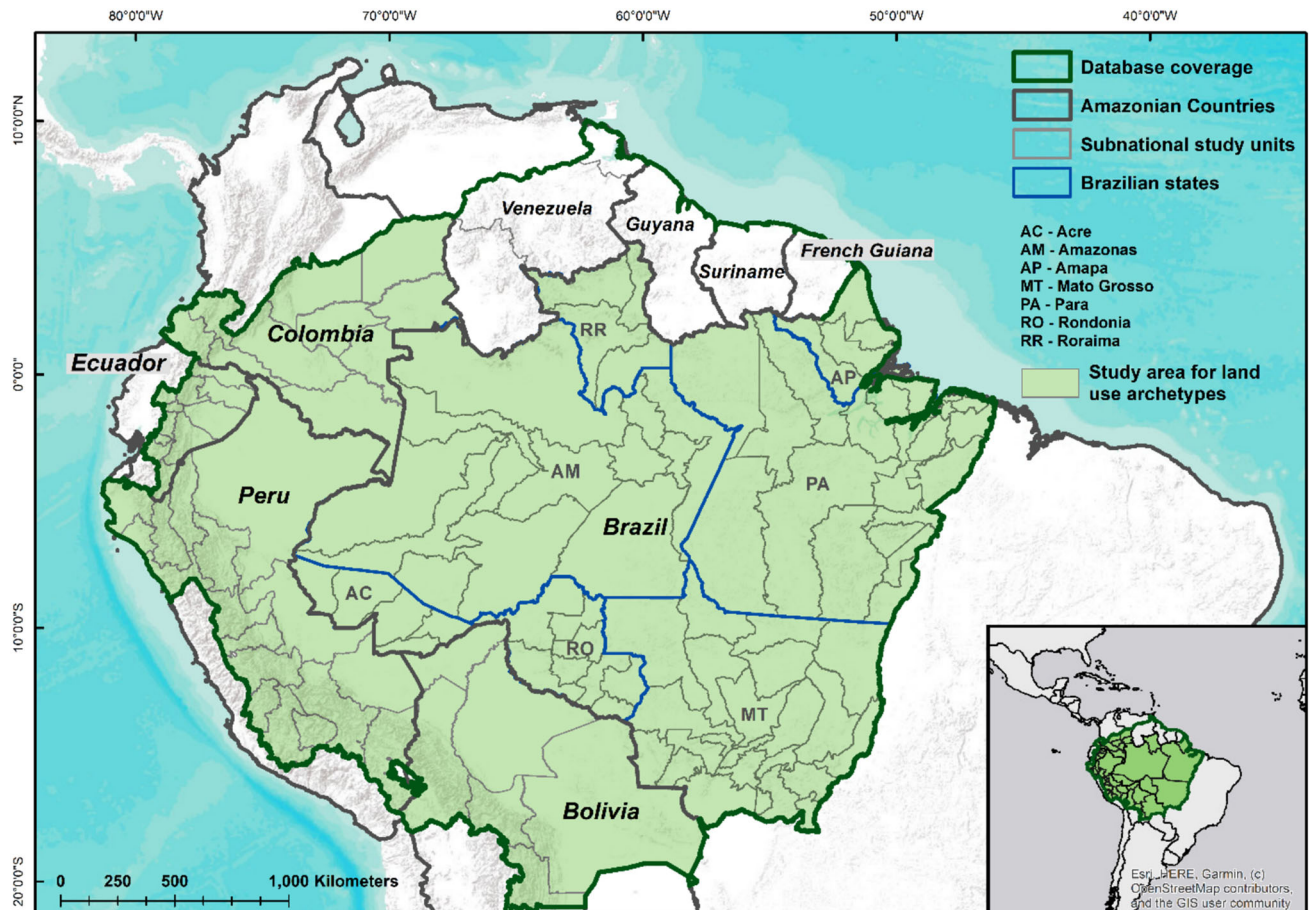 80°0'0"W
70°0'0"W
60°0'0"W
50°0'0"W
40°0'0"W
10°0'0"N
0°0'0"
10°0'0"S
20°0'0"S
Database coverage
Amazonian Countries
Subnational study units
Brazilian states
AC - Acre
AM - Amazonas
AP - Amapa
MT - Mato Grosso
PA - Para
RO - Rondonia
RR - Roraima
Study area for land
use archetypes
Venezuela
Guyana
Suriname
French Guiana
Colombia
Ecuador
RR
AP
Peru
AM
PA
Brazil
AC
RO
MT
Bolivia
0 250 500 1,000 Kilometers
Esri, HERE, Garmin, (c)
OpenStreetMap contributors,
and the GIS user community